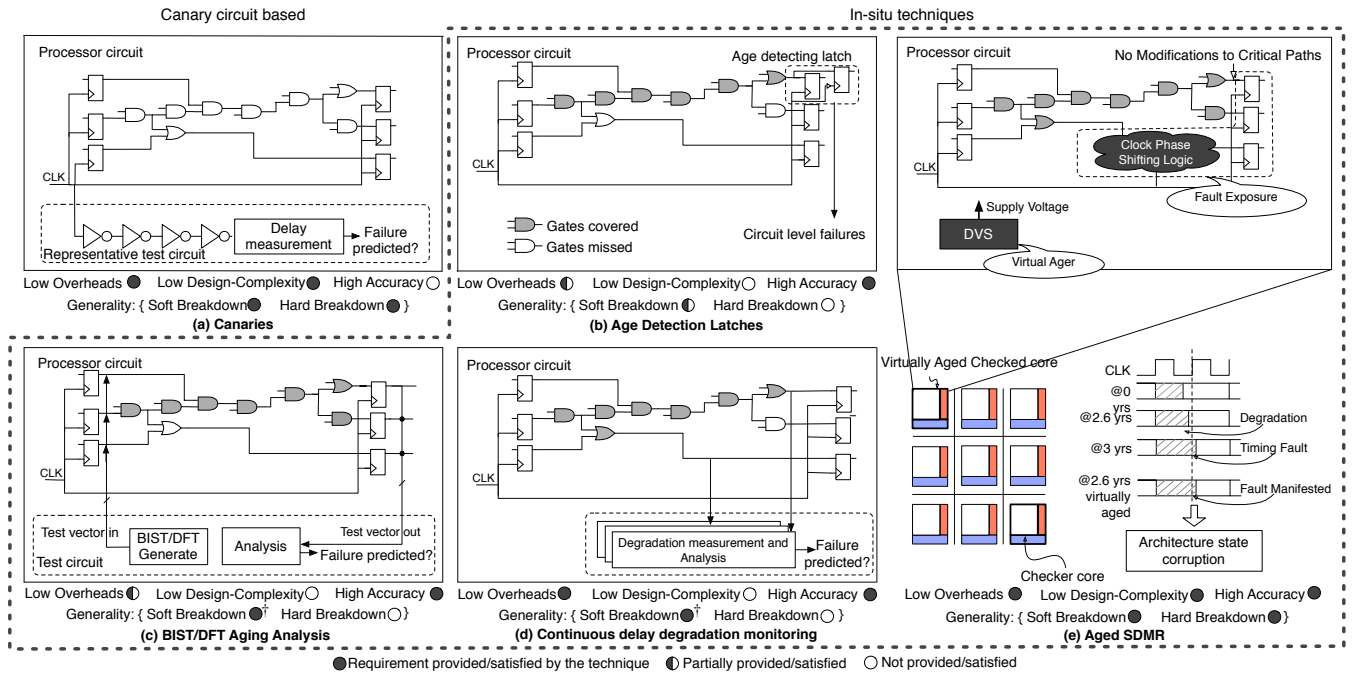 Canary circuit based
In-situ techniques
Processor circuit
CLK
Representative test circuit
Delay
measurement
Failure
predicted?
Low Overheads
Low Design-Complexity
High Accuracy
Generality: { Soft Breakdown
Hard Breakdown }
(a) Canaries
Processor circuit
Age detecting latch
CLK
Gates covered
Gates missed
Circuit level failures
Low Overheads
Low Design-Complexity
High Accuracy
Generality: { Soft Breakdown
Hard Breakdown }
(b) Age Detection Latches
Processor circuit
No Modifications to Critical Paths
CLK
Clock Phase
Shifting Logic
Fault Exposure
Supply Voltage
DVS
Virtual Ager
Processor circuit
CLK
Test vector in
BIST/DFT
Generate
Analysis
Test vector out
Failure predicted?
Test circuit
Low Overheads
Low Design-Complexity
High Accuracy
Generality: { Soft Breakdown †
Hard Breakdown }
(c) BIST/DFT Aging Analysis
Processor circuit
CLK
Degradation measurement and
Analysis
Failure
predicted?
Low Overheads
Low Design-Complexity
High Accuracy
Generality: { Soft Breakdown †
Hard Breakdown }
(d) Continuous delay degradation monitoring
Virtually Aged Checked core
Checker core
CLK
@0
yrs
@2.6 yrs
Degradation
@3 yrs
Timing Fault
@2.6 yrs
virtually
aged
Fault Manifested
Architecture state
corruption
Low Overheads
Low Design-Complexity
High Accuracy
Generality: { Soft Breakdown
Hard Breakdown }
(e) Aged SDMR
Requirement provided/satisfied by the technique
Partially provided/satisfied
Not provided/satisfied